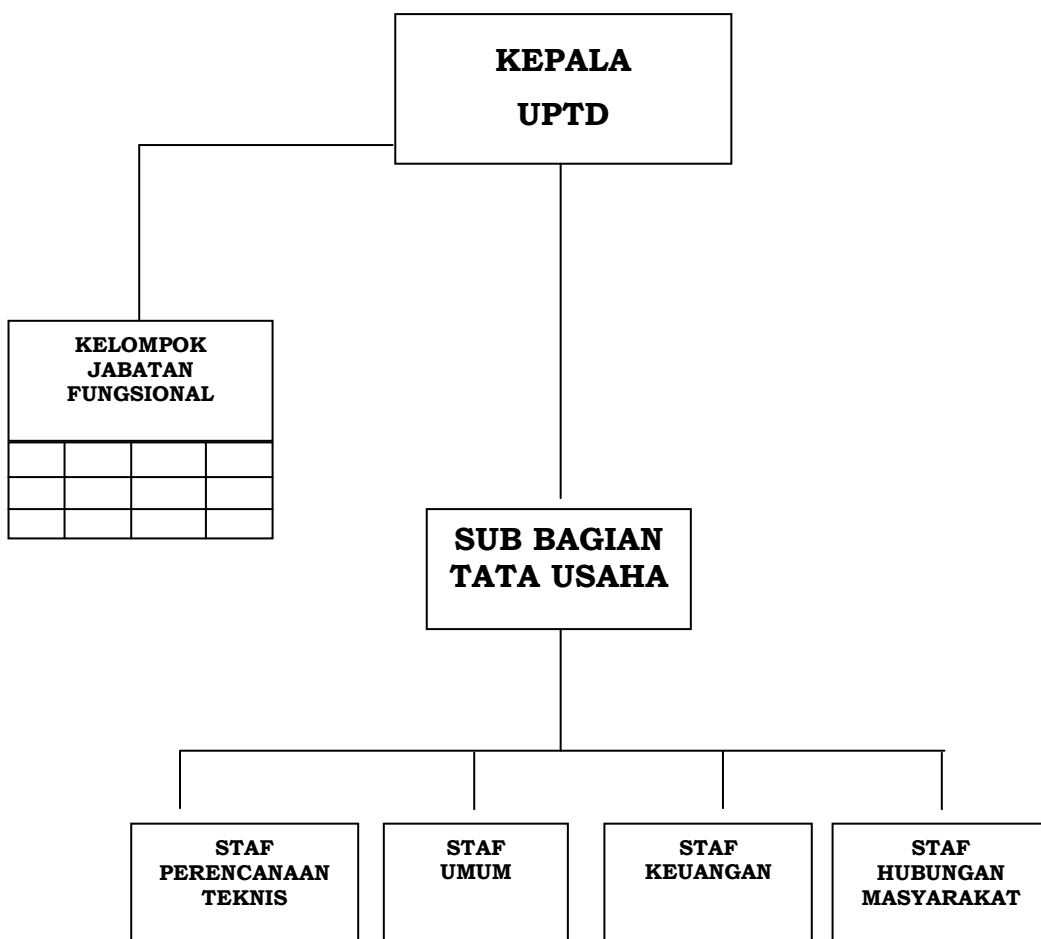 KEPALA
UPTD
KELOMPOK
JABATAN
FUNGSIONAL
SUB BAGIAN
TATA USAHA
STAF
PERENCANAAN
TEKNIS
STAF
UMUM
STAF
KEUANGAN
STAF
HUBUNGAN
MASYARAKAT